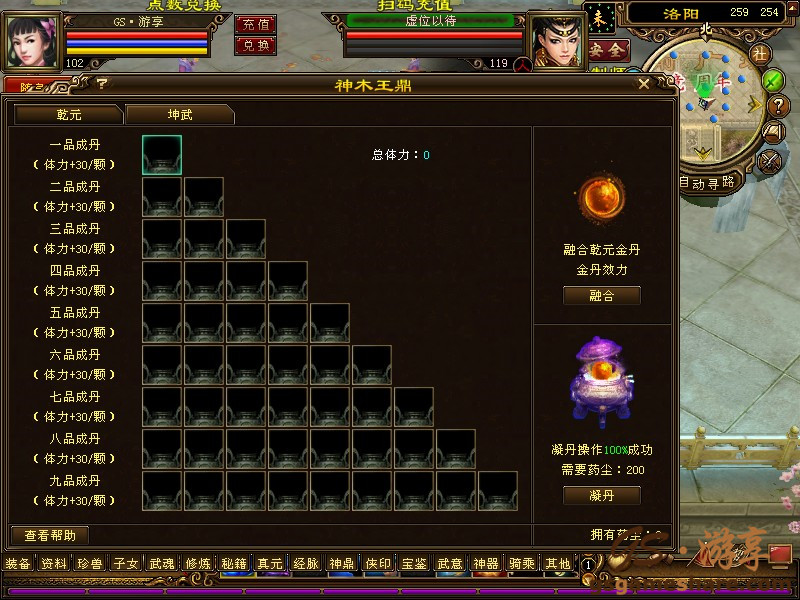 点数兑换
扫码充值
GS·游享
充值
兑换
102
虚位以待
119
未
洛阳
259 254
安全
北
社
神木王鼎
自动寻路
乾元
坤武
一品成丹
(体力+30/颗)
二品成丹
(体力+30/颗)
三品成丹
(体力+30/颗)
四品成丹
(体力+30/颗)
五品成丹
(体力+30/颗)
六品成丹
(体力+30/颗)
七品成丹
(体力+30/颗)
八品成丹
(体力+30/颗)
九品成丹
(体力+30/颗)
总体力：0
融合乾元金丹
金丹效力
融合
凝丹操作100%成功
需要药尘：200
凝丹
查看帮助
装备 资料 珍兽 子女 武魂 修炼 秘籍 真元 经脉 神鼎 侠印 宝鉴 武意 神器 骑乘 其他